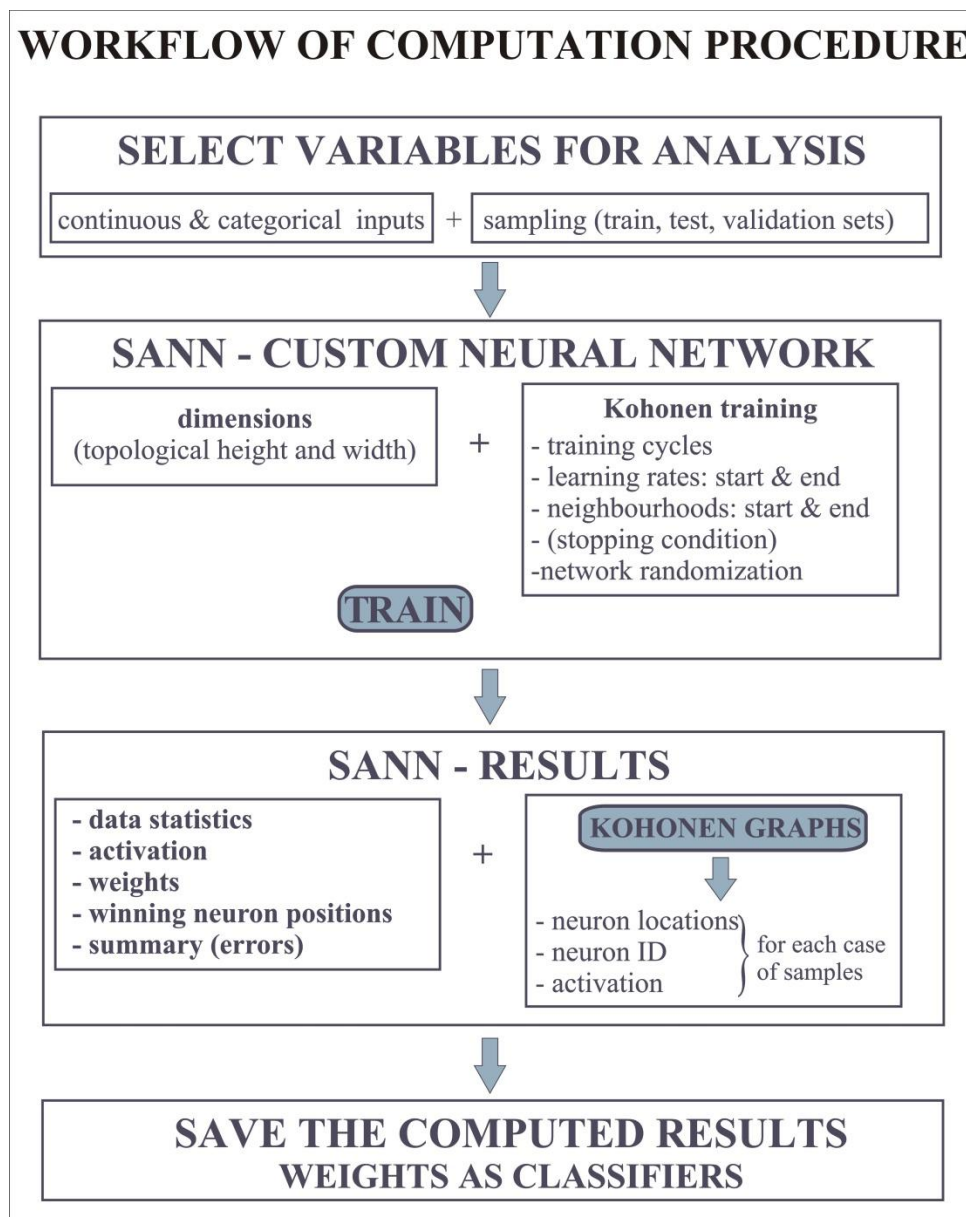 WORKFLOW OF COMPUTATION PROCEDURE
SELECT VARIABLES FOR ANALYSIS
continuous & categorical inputs + sampling (train, test, validation sets)
SANN - CUSTOM NEURAL NETWORK
dimensions
(topological height and width)
+
Kohonen training
- training cycles
- learning rates: start & end
- neighbourhoods: start & end
- (stopping condition)
-network randomization
TRAIN
SANN - RESULTS
- data statistics
- activation
- weights
- winning neuron positions
- summary (errors)
+
KOHONEN GRAPHS
- neuron locations
- neuron ID
- activation
for each case
of samples
SAVE THE COMPUTED RESULTS
WEIGHTS AS CLASSIFIERS